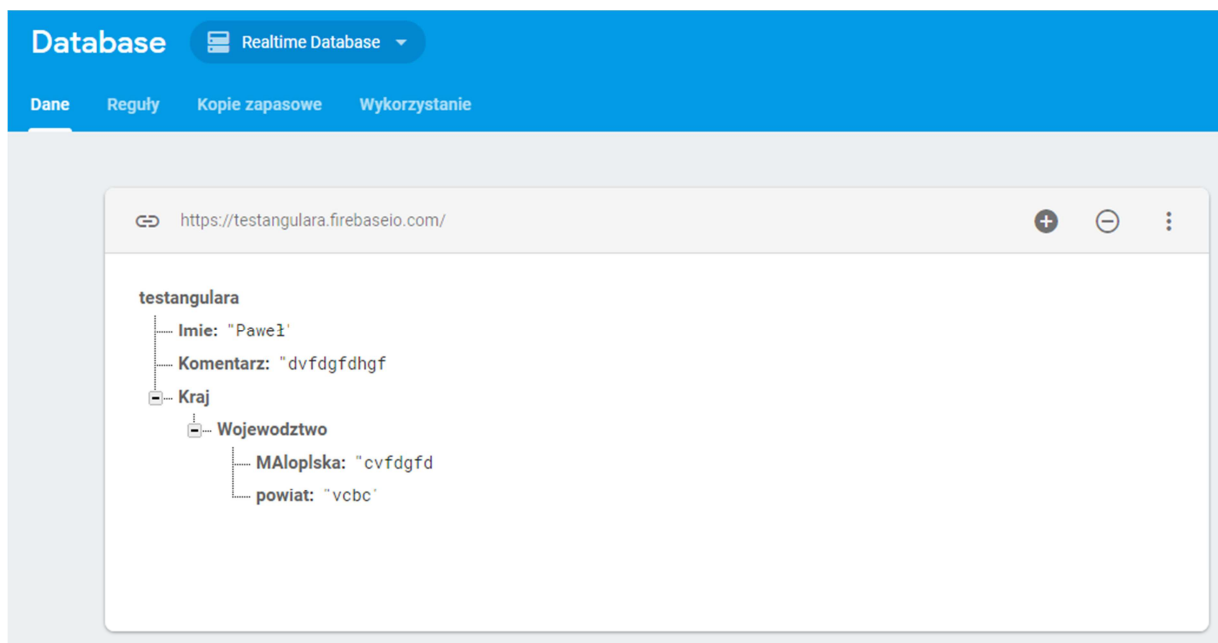 Database Realtime Database
Dane Reguły Kopie zapasowe Wykorzystanie
https://testangulara.firebaseio.com/
testangulara
Imie: "Paweł'
Komentarz: "dvfdgfdhgf
Kraj
Wojewodztwo
MAloplska: "cvfdgfd
powiat: "vcbc'